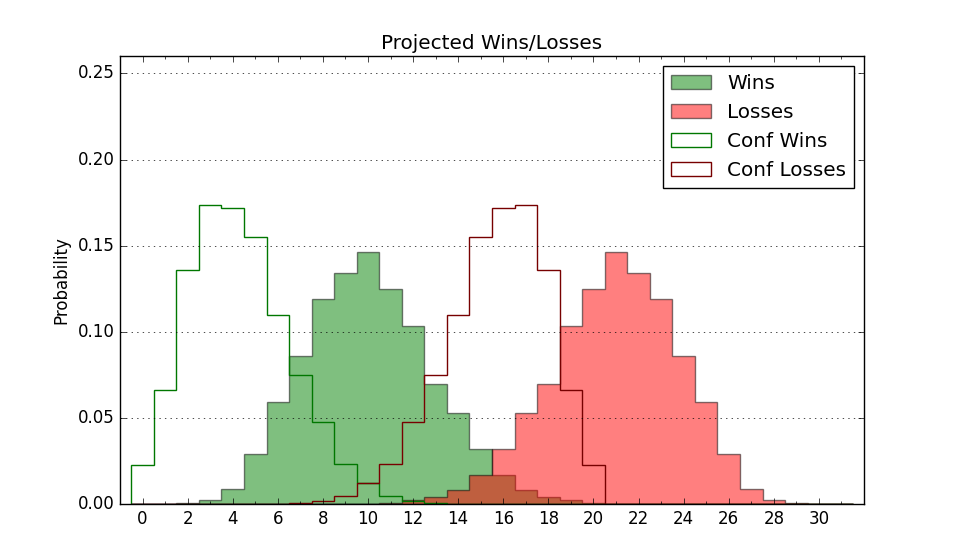 Projected Wins/Losses
0.25
0.20
0.15
0.10
0.05
0.00
Probability
Wins
Losses
Conf Wins
Conf Losses
0 2 4 6 8 10 12 14 16 18 20 22 24 26 28 30